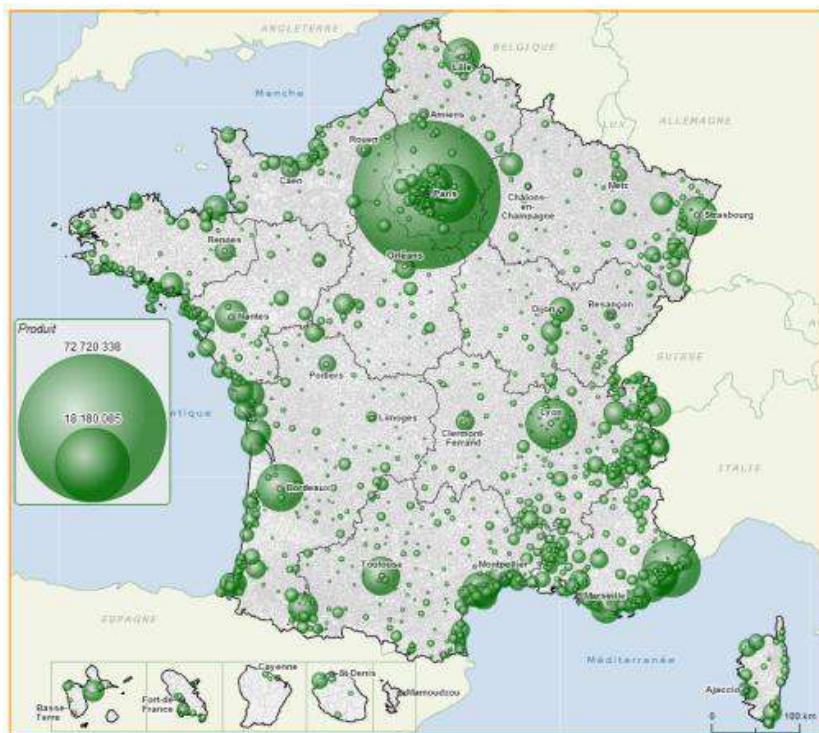 ANGLETERRE
BELGIQUE
Lille
Manche
ALLEMAGNE
LUX
Amiens
Rouen
Caen
Paris
Châlons-
en-
Champagne
Metz
Strasbourg
Rennes
Orléans
Nantes
Dijon
Besançon
Produit
72 720 338
18 180 085
SUISSE
Poitiers
Limoges
Clermont-
Ferrand
Lyon
ITALIE
Bordeaux
Toulouse
Montpellier
Marseille
ESPAGNE
Méditerranée
Cayenne
St-Denis
Mamoudzou
Basse-
Terre
Fort-de-
France
Ajaccio
0 100 km